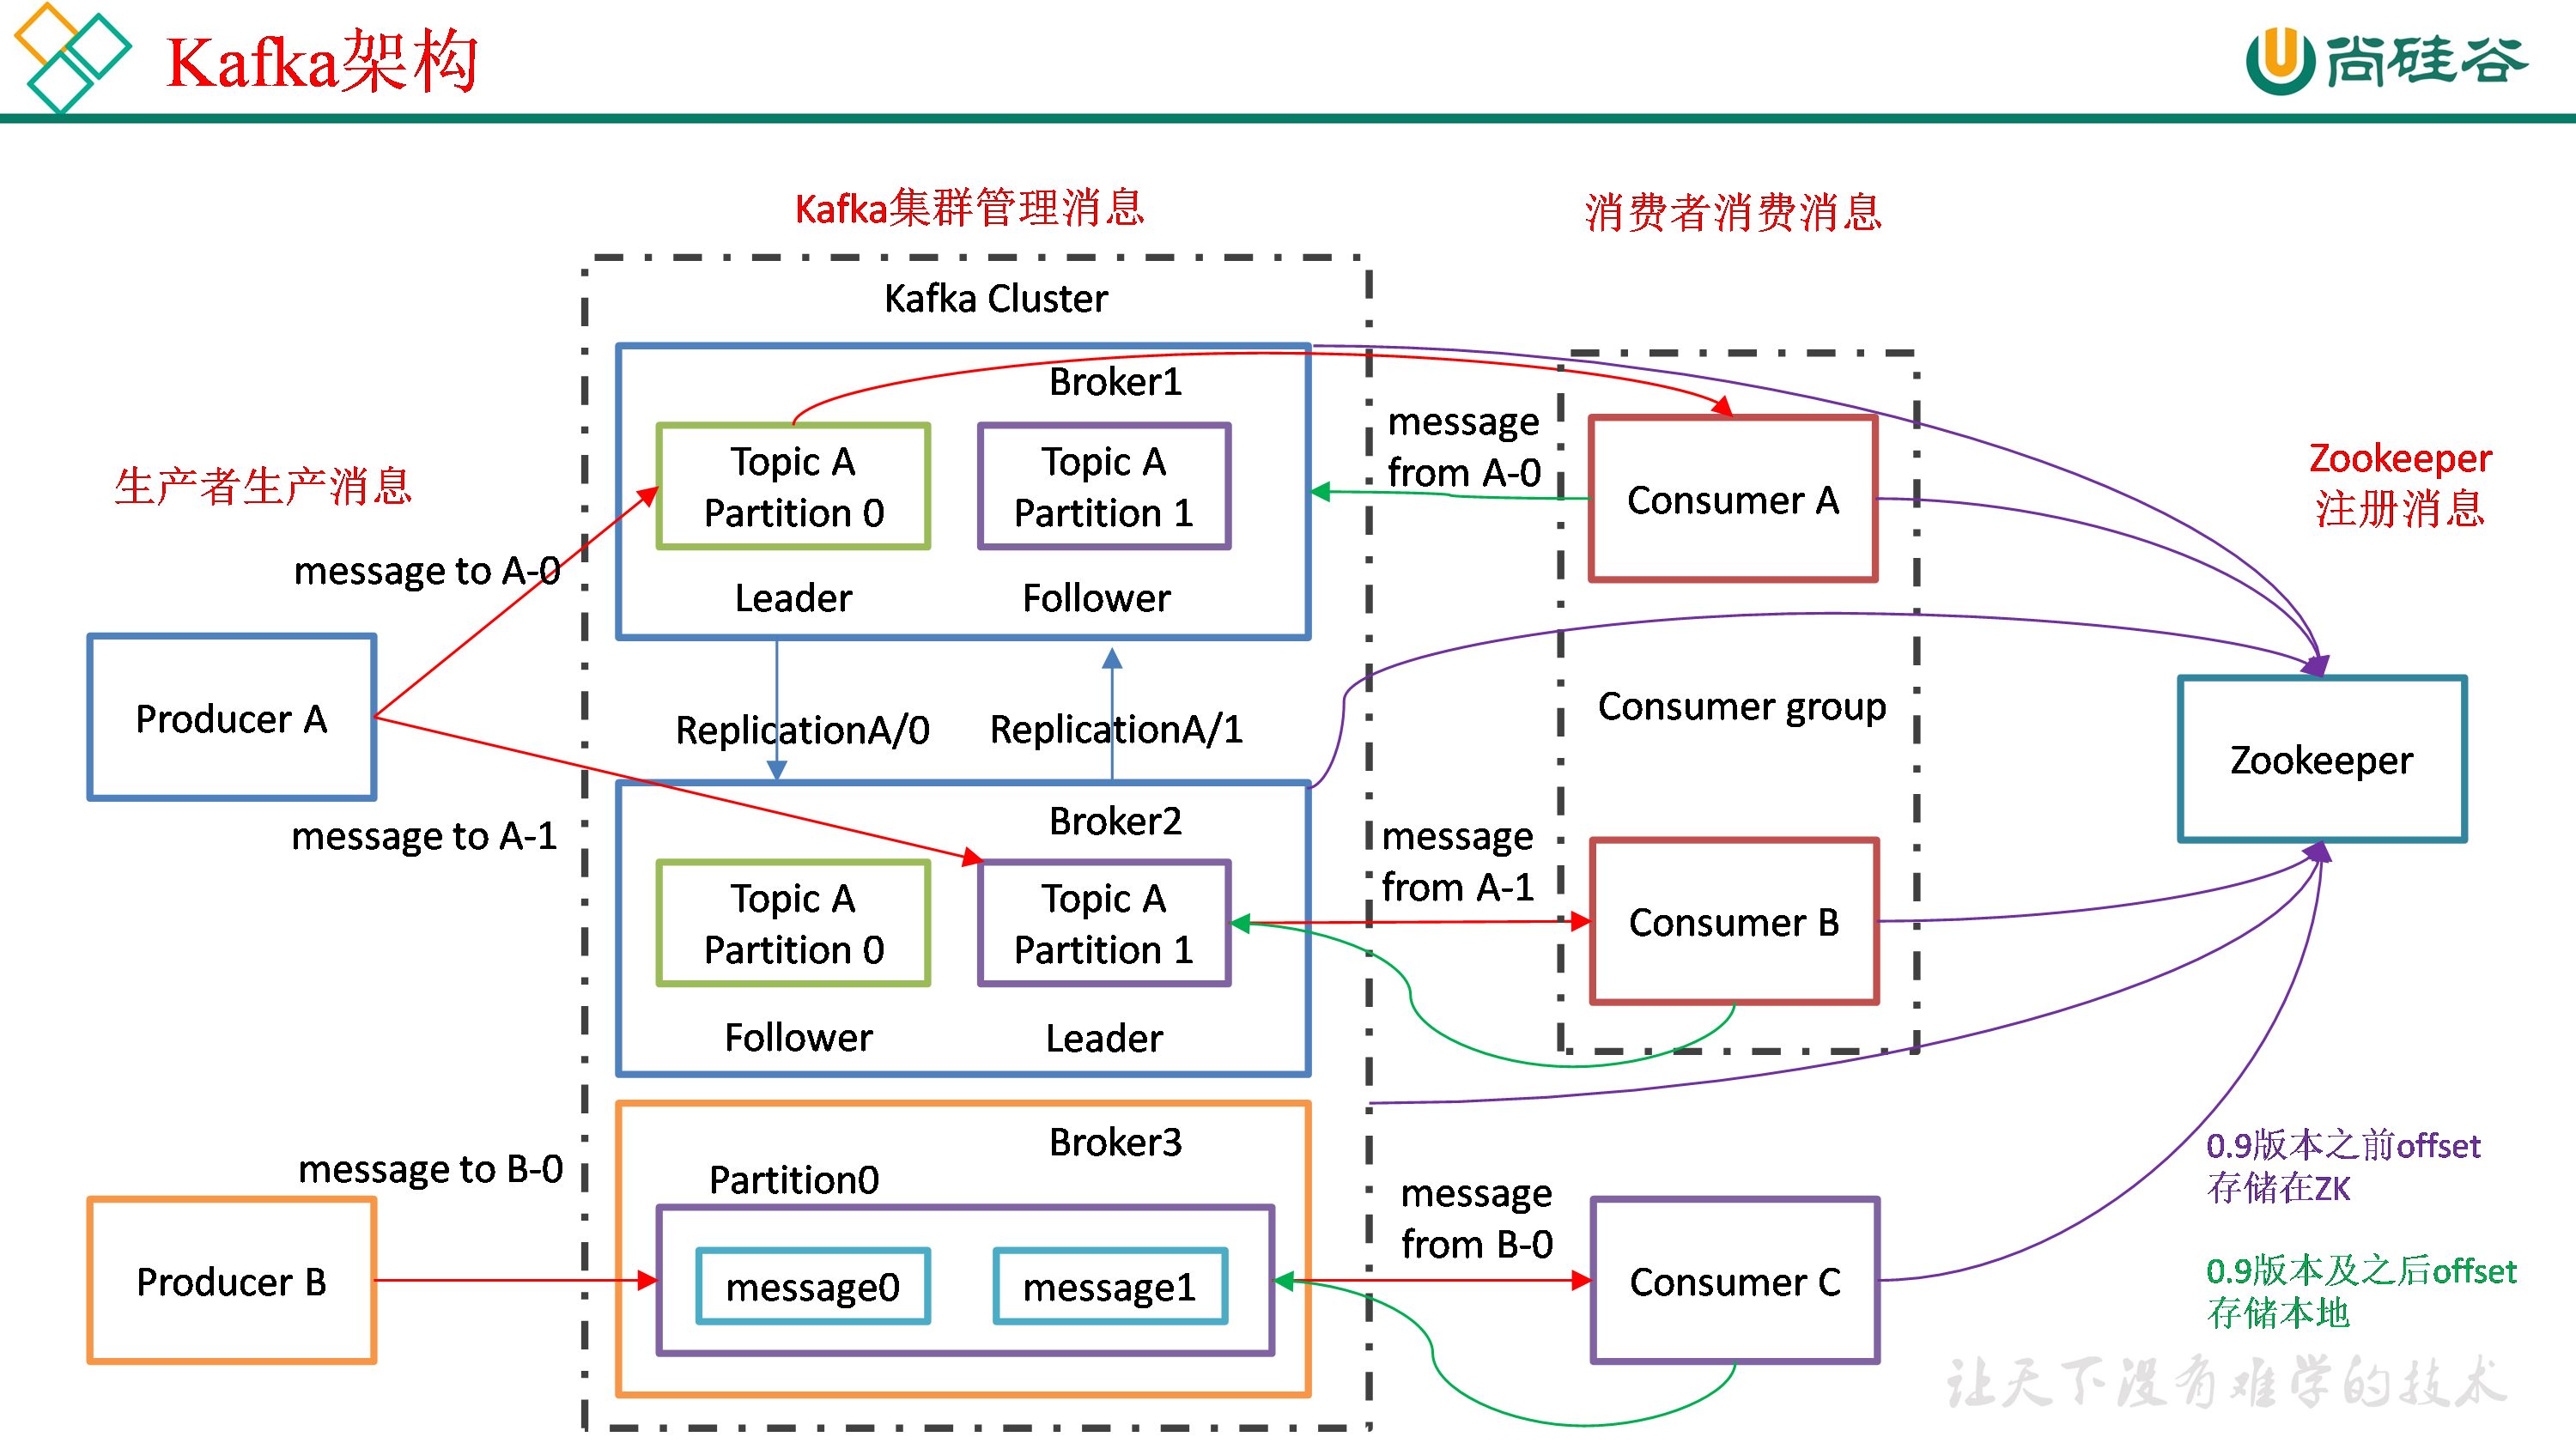 Kafka架构
尚硅谷
Kafka集群管理消息
消费者消费消息
Kafka Cluster
Broker1
Topic A
Partition 0
Topic A
Partition 1
Leader
Follower
message
from A-0
Consumer A
Zookeeper
注册消息
生产者生产消息
message to A-0
Producer A
message to A-1
ReplicationA/0
ReplicationA/1
Consumer group
Zookeeper
Broker2
Topic A
Partition 0
Topic A
Partition 1
Follower
Leader
message
from A-1
Consumer B
Broker3
Partition0
message0
message1
message to B-0
Producer B
message
from B-0
Consumer C
0.9版本之前offset
存储在ZK
0.9版本及之后offset
存储本地
让天下没有难学的技术